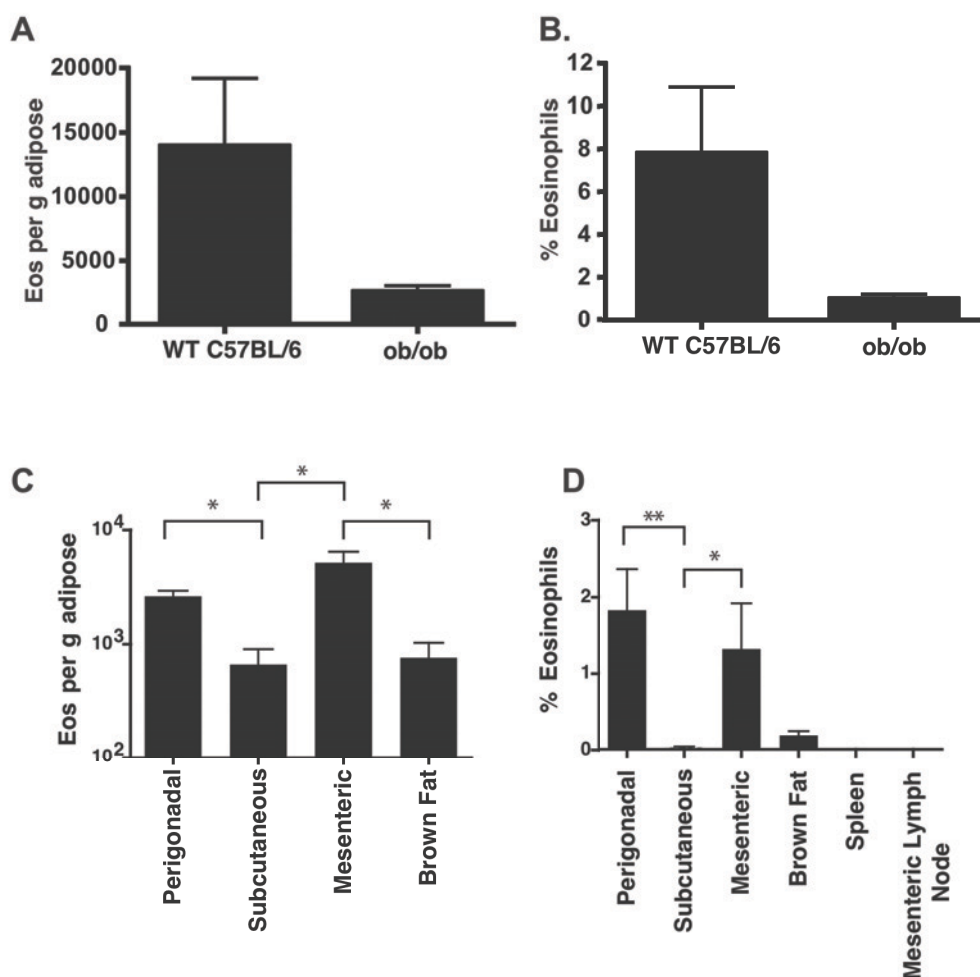 A
Eos per g adipose
20000
15000
10000
5000
0
WT C57BL/6
ob/ob
B.
% Eosinophils
12
10
8
6
4
2
0
WT C57BL/6
ob/ob
C
Eos per g adipose
10⁴
10³
10²
*
*
*
Perigonadal
Subcutaneous
Mesenteric
Brown Fat
D
% Eosinophils
3
2
1
0
**
*
Perigonadal
Subcutaneous
Mesenteric
Brown Fat
Spleen
Mesenteric Lymph
Node